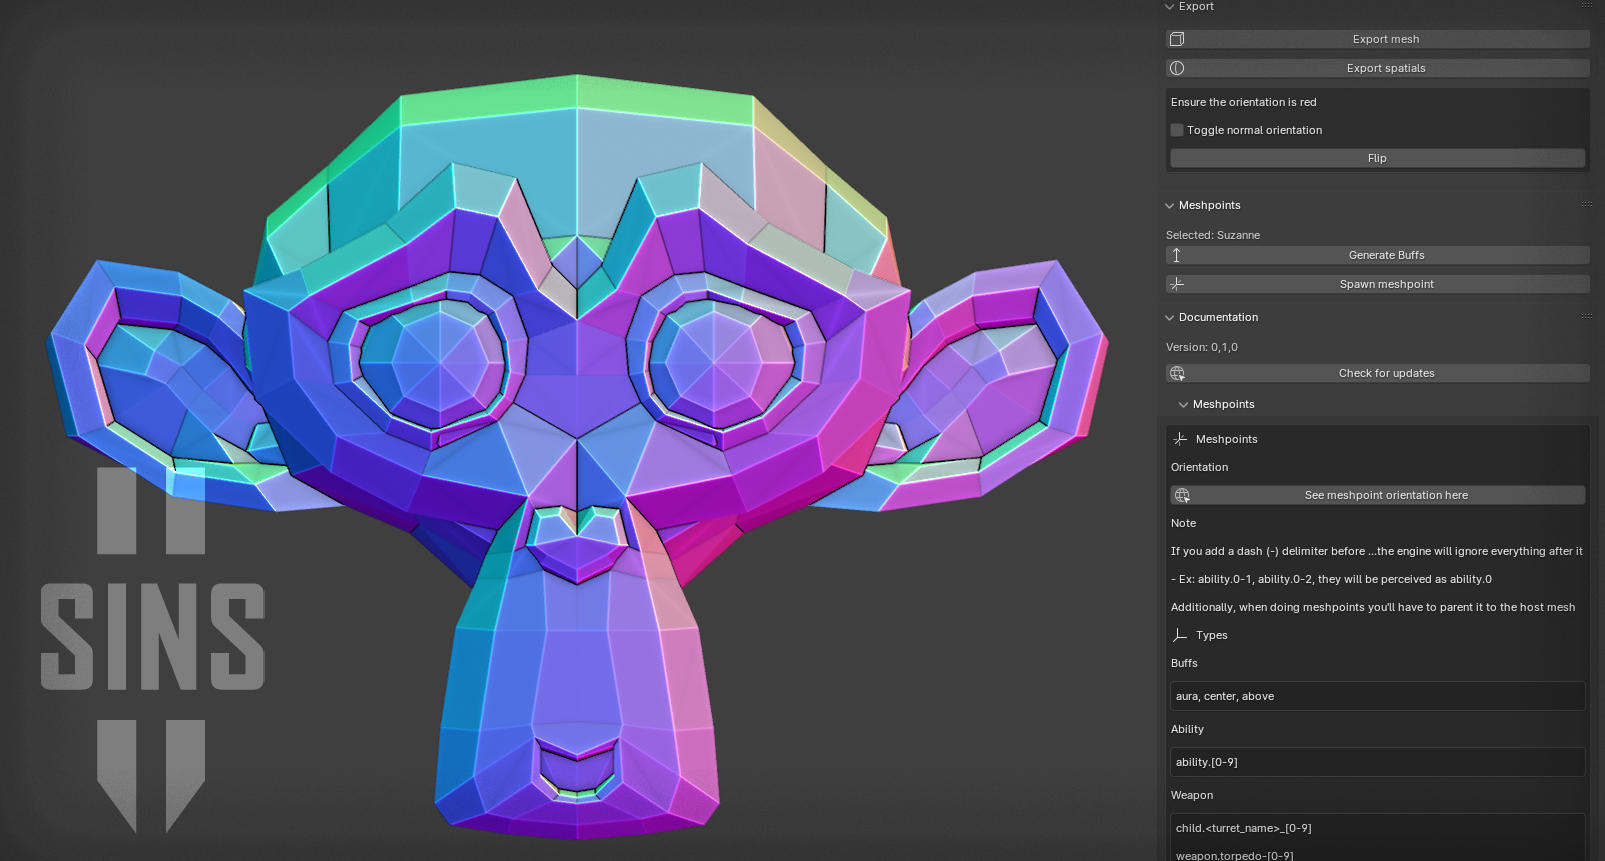 Export
Export mesh
Export spatials
Ensure the orientation is red
Toggle normal orientation
Flip
Meshpoints
Selected: Suzanne
Generate Buffs
Spawn meshpoint
Documentation
Version: 0,1,0
Check for updates
Meshpoints
Meshpoints
Orientation
See meshpoint orientation here
Note
If you add a dash (-) delimiter before ...the engine will ignore everything after it
- Ex: ability.0-1, ability.0-2, they will be perceived as ability.0
Additionally, when doing meshpoints you'll have to parent it to the host mesh
Types
Buffs
aura, center, above
Ability
ability.[0-9]
Weapon
child.<turret_name>_[0-9]
weapon.torpedo-[0-9]
SINS